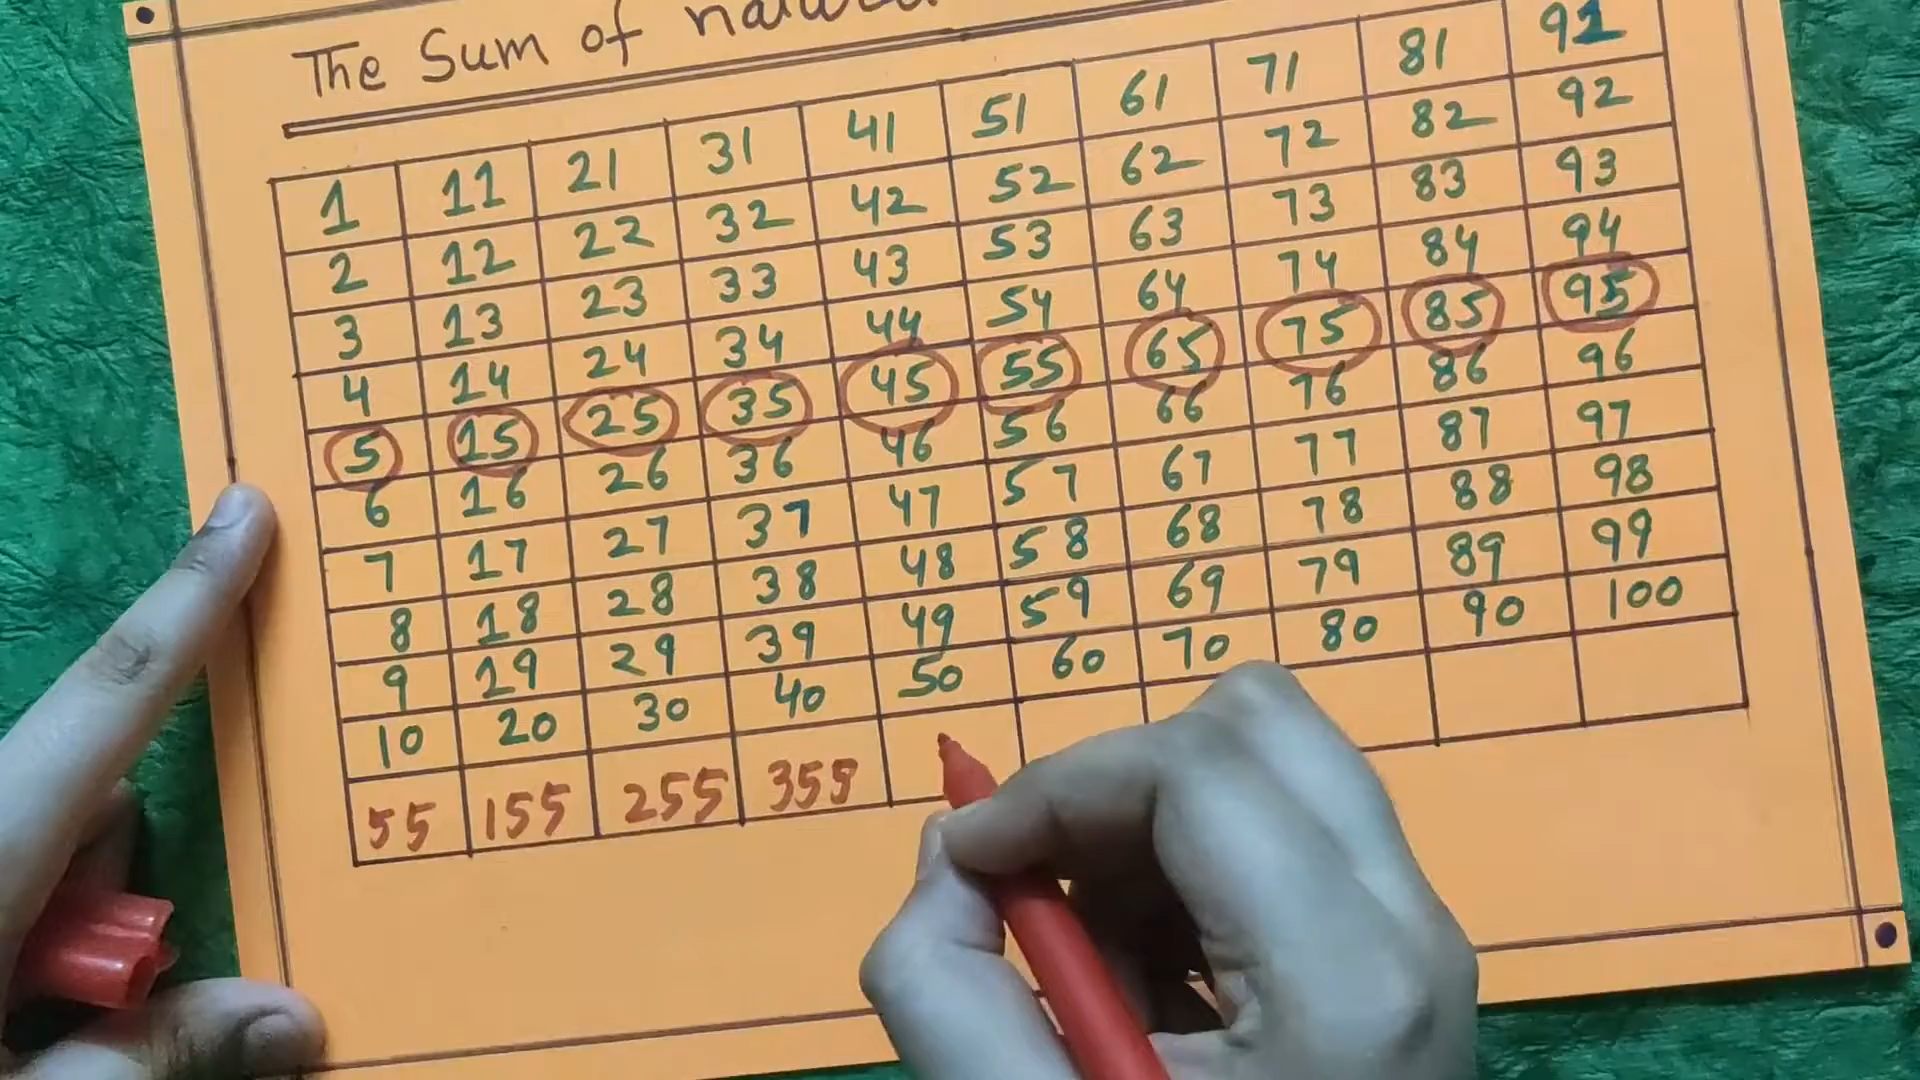 The Sum of
1 11 21 31 41 51 61 71 81 91
2 12 22 32 42 52 62 72 82 92
3 13 23 33 43 53 63 73 83 93
4 14 24 34 44 54 64 74 84 94
5 15 25 35 45 55 65 75 85 95
6 16 26 36 46 56 66 76 86 96
7 17 27 37 47 57 67 77 87 97
8 18 28 38 48 58 68 78 88 98
9 19 29 39 49 59 69 79 89 99
10 20 30 40 50 60 70 80 90 100
55 155 255 355